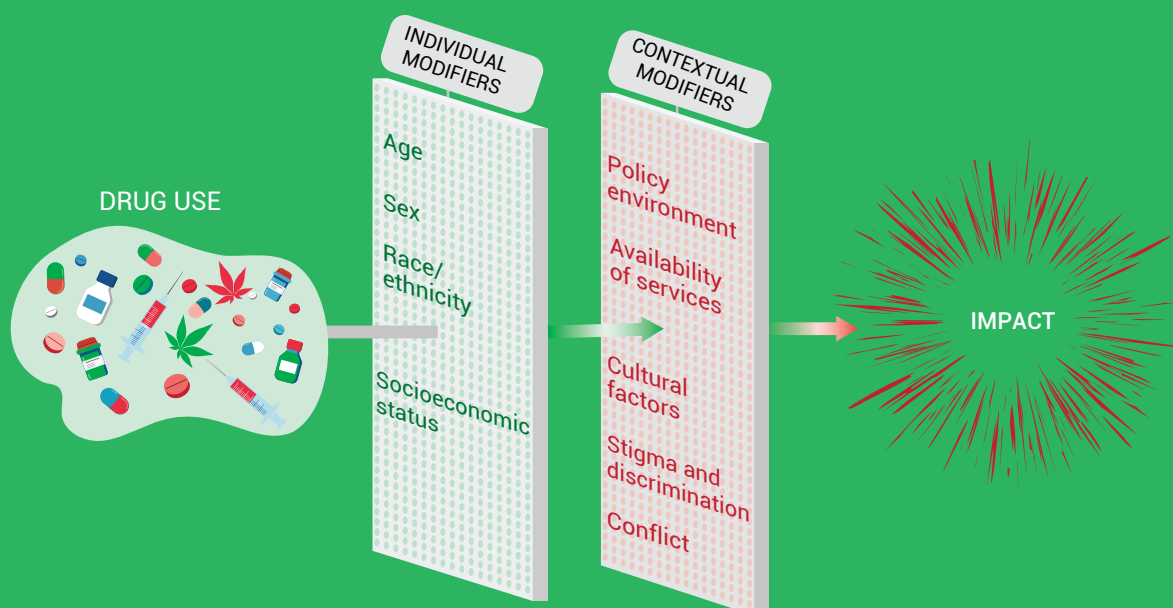 DRUG USE
INDIVIDUAL
MODIFIERS
Age
Sex
Race/
ethnicity
Socioeconomic
status
CONTEXTUAL
MODIFIERS
Policy
environment
Availability
of services
Cultural
factors
Stigma and
discrimination
Conflict
IMPACT